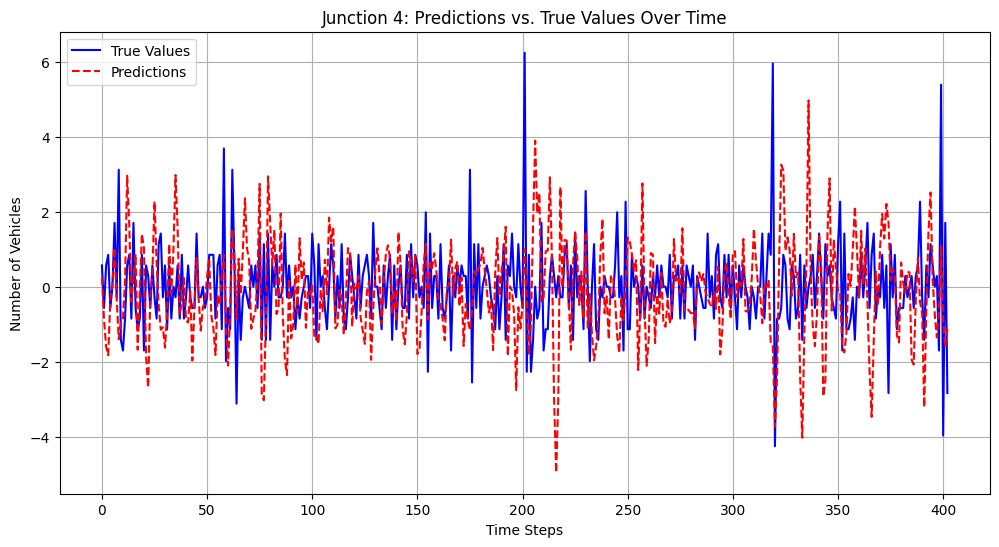 Junction 4: Predictions vs. True Values Over Time
True Values
Predictions
Number of Vehicles
6
4
2
0
−2
−4
0 50 100 150 200 250 300 350 400
Time Steps